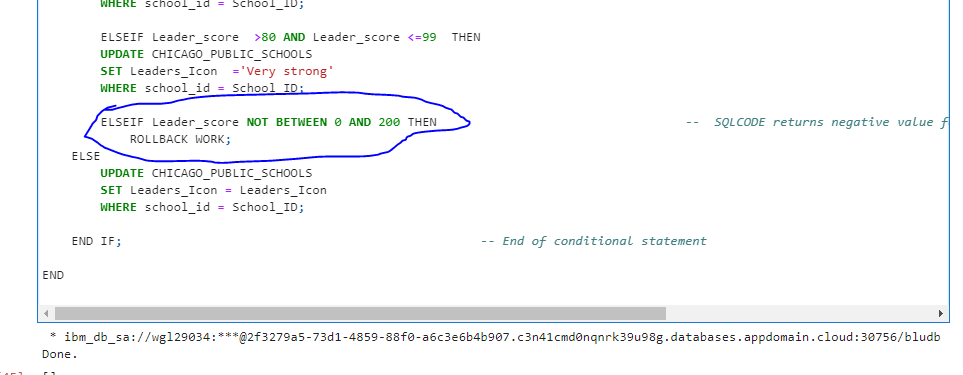 WHERE school_id = School_ID;
ELSEIF Leader_score >80 AND Leader_score <=99 THEN
UPDATE CHICAGO_PUBLIC_SCHOOLS
SET Leaders_Icon ='Very strong'
WHERE school_id = School_ID;
ELSEIF Leader_score NOT BETWEEN 0 AND 200 THEN -- SQLCODE returns negative value f
ROLLBACK WORK;
ELSE
UPDATE CHICAGO_PUBLIC_SCHOOLS
SET Leaders_Icon = Leaders_Icon
WHERE school_id = School_ID;
END IF; -- End of conditional statement
END
* ibm_db_sa://wgl29034:***@2f3279a5-73d1-4859-88f0-a6c3e6b4b907.c3n41cmd0nqnrk39u98g.databases.appdomain.cloud:30756/bludb
Done.